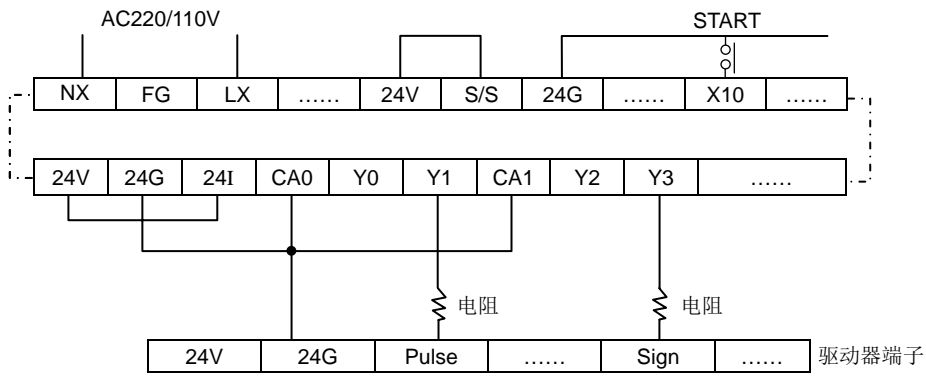 AC220/110V START
NX FG LX …… 24V S/S 24G …… X10 ……
24V 24G 24I CA0 Y0 Y1 CA1 Y2 Y3 ……
电阻 电阻
24V 24G Pulse …… Sign …… 驱动器端子